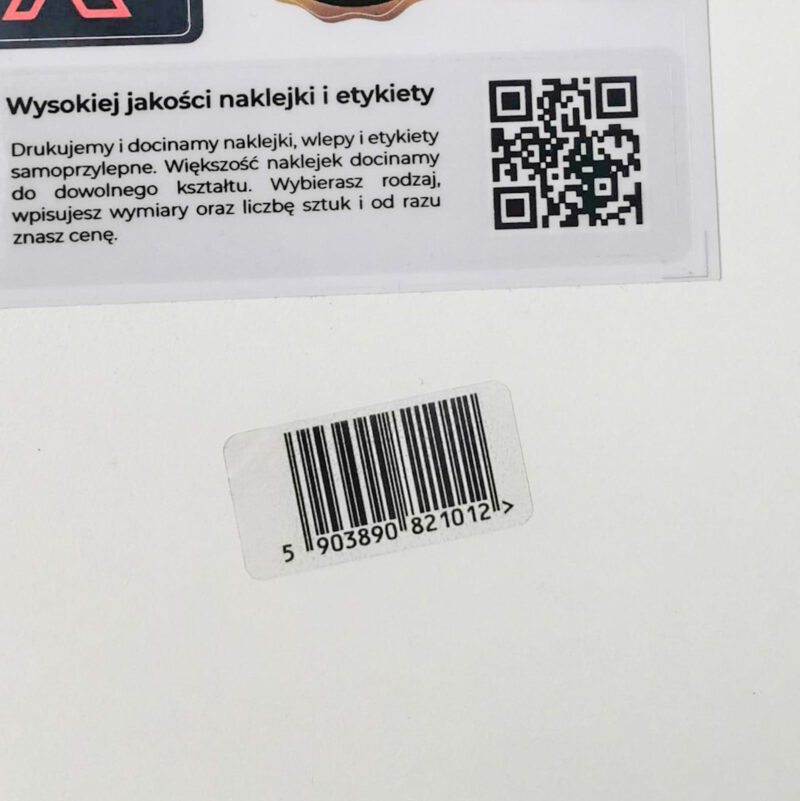 Wysokiej jakości naklejki i etykiety
Drukujemy i docinamy naklejki, wlepy i etykiety
samoprzylepne. Większość naklejek docinamy
do dowolnego kształtu. Wybierasz rodzaj,
wpisujesz wymiary oraz liczbę sztuk i od razu
znasz cenę.
5 903890 821012 >